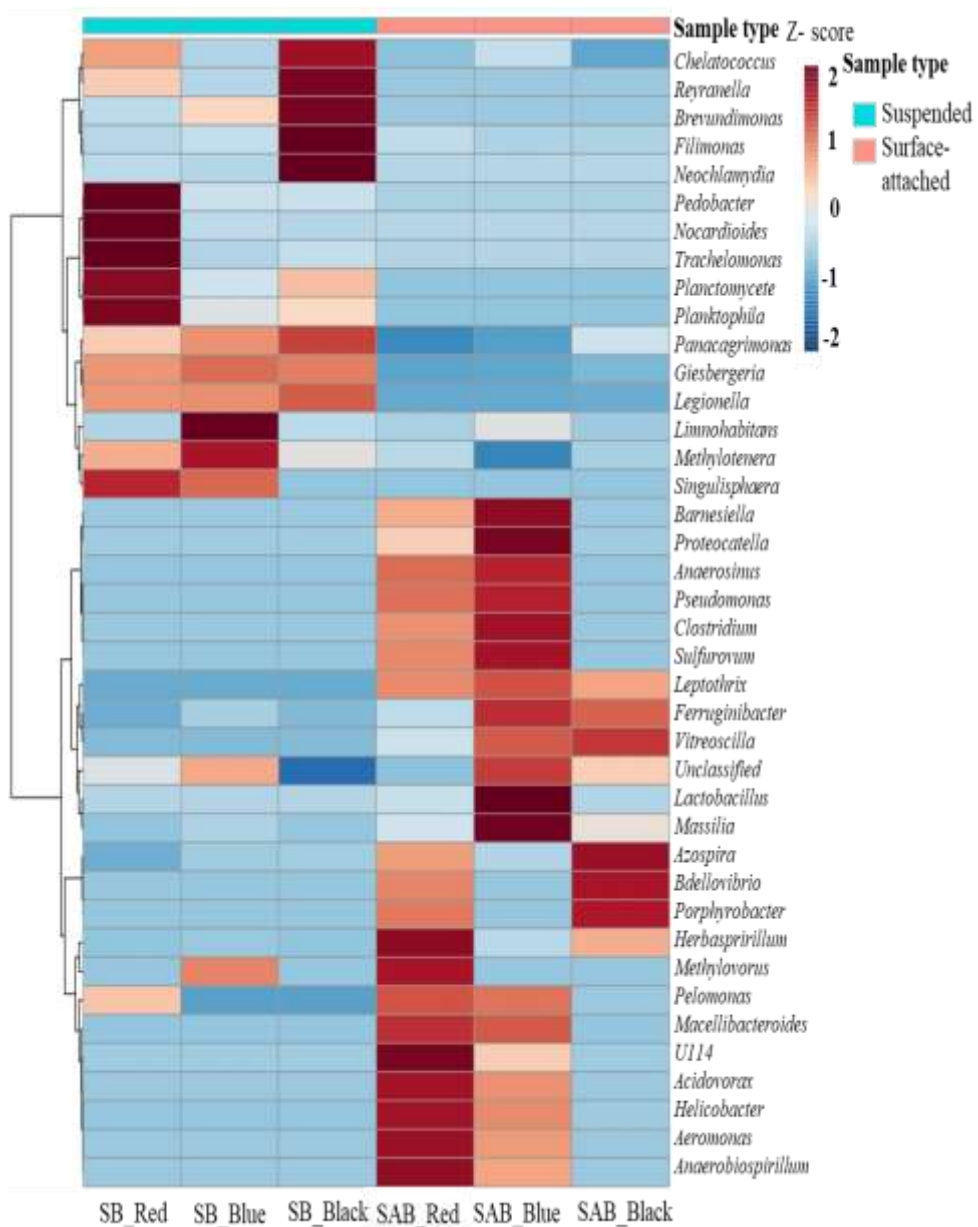 Sample type
Z- score
Chelatococcus
Reyranella
Brevundimonas
Filimonas
Neochlamydia
Pedobacter
Nocardioides
Trachelomonas
Planctomycete
Planktophila
Panacagrimonas
Giesbergeria
Legionella
Limnohabitans
Methylotenera
Singulisphaera
Barnesiella
Proteocatella
Anaerosinus
Pseudomonas
Clostridium
Sulfurovum
Leptothrix
Ferruginibacter
Vitreoscilla
Unclassified
Lactobacillus
Massilia
Azospira
Bdellovibrio
Porphyrobacter
Herbaspririllum
Methylovorus
Pelomonas
Macellibacteroides
U114
Acidovorax
Helicobacter
Aeromonas
Anaerobiospirillum
2
1
0
-1
-2
Sample type
Suspended
Surface-
attached
SB_Red SB_Blue SB_Black SAB_Red SAB_Blue SAB_Black